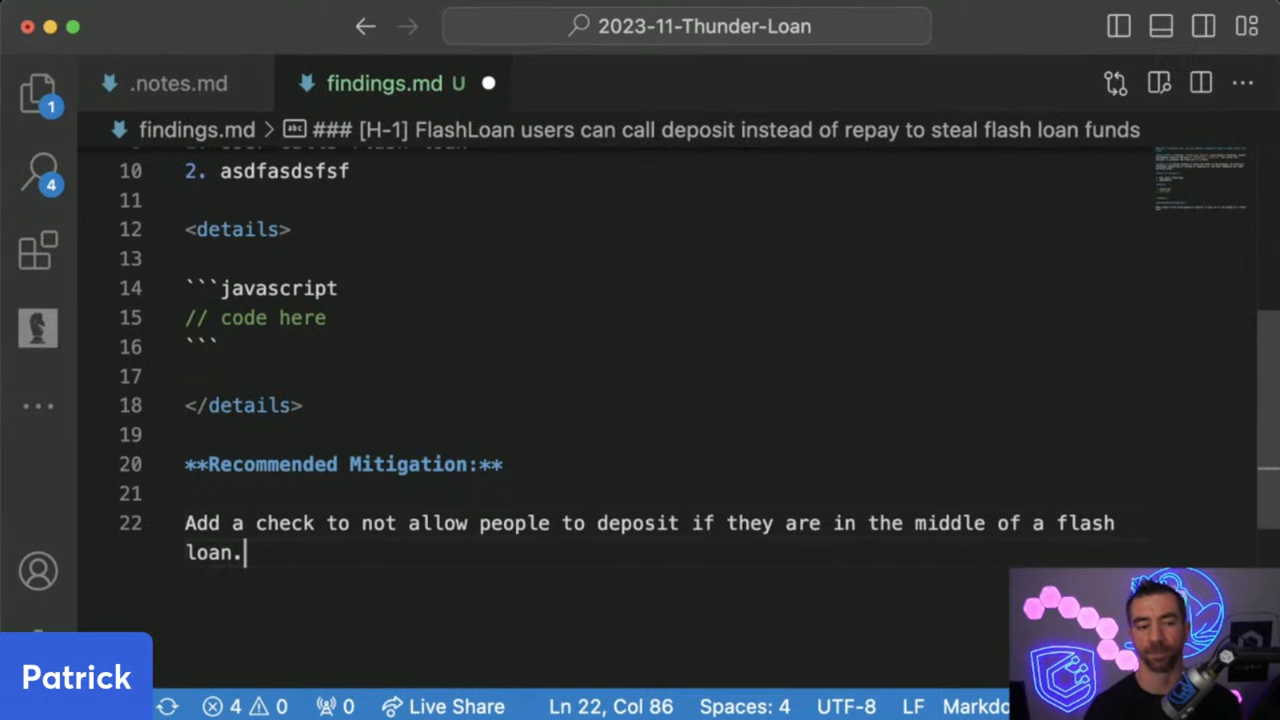 2023-11-Thunder-Loan
.notes.md
findings.md U
1
findings.md > ### [H-1] FlashLoan users can call deposit instead of repay to steal flash loan funds
10 2. asdfasdsfsf
4
11
12 <details>
13
14 ```javascript
15 // code here
16 ```
17
18 </details>
19
20 **Recommended Mitigation:**
21
22 Add a check to not allow people to deposit if they are in the middle of a flash
loan.
Patrick
4 0 0 Live Share Ln 22, Col 86 Spaces: 4 UTF-8 LF Markdo